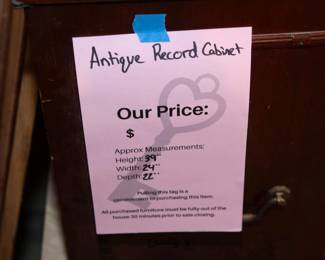 Antique Record Cabinet
Our Price:
$
Approx Measurements:
Height: 39"
Width: 24"
Depth: 22"
Pulling this tag is a
commitment to purchasing this item.
All purchased furniture must be fully out of the
house 30 minutes prior to sale closing.